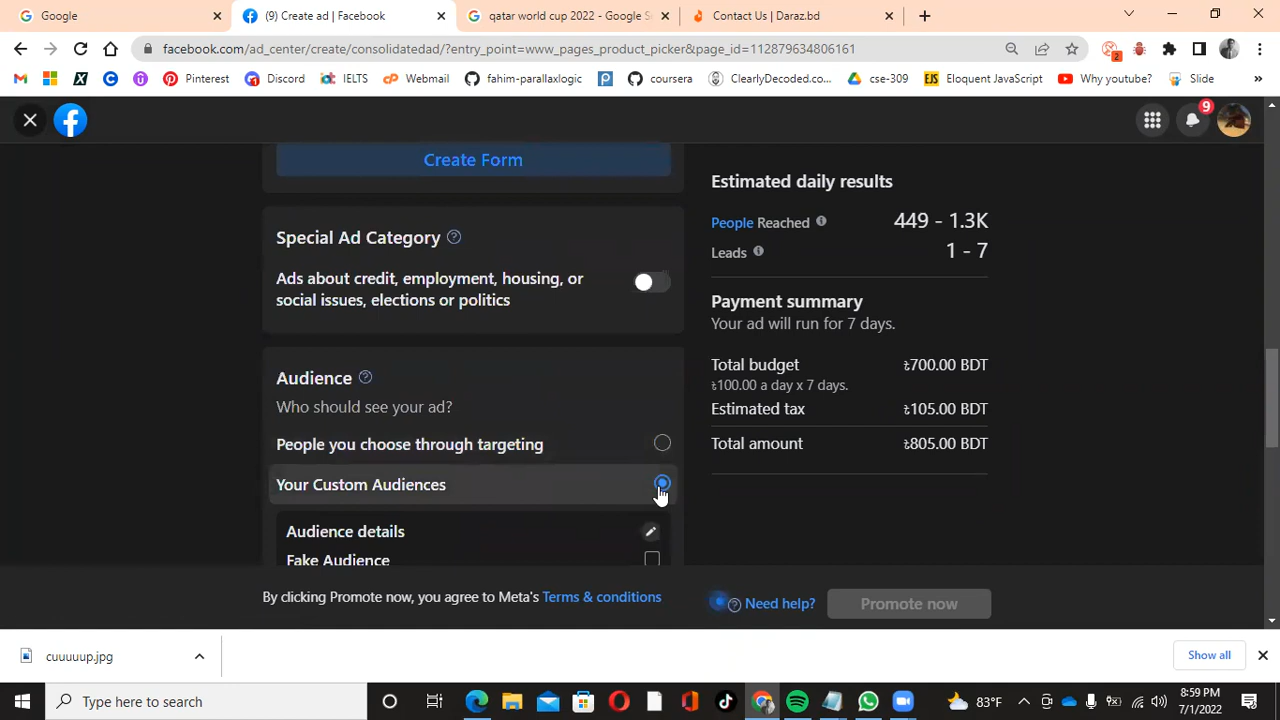 Google
(9) Create ad | Facebook
qatar world cup 2022 - Google Se
Contact Us | Daraz.bd
facebook.com/ad_center/create/consolidatedad/?entry_point=www_pages_product_picker&page_id=112879634806161
2
Pinterest
Discord
IELTS
Webmail
fahim-parallaxlogic
coursera
ClearlyDecoded.co...
cse-309
EJS Eloquent JavaScript
Why youtube?
Slide
»
9
Create Form
Special Ad Category
Ads about credit, employment, housing, or
social issues, elections or politics
Audience
Who should see your ad?
People you choose through targeting
Your Custom Audiences
Audience details
Fake Audience
Estimated daily results
People Reached 449 - 1.3K
Leads 1 - 7
Payment summary
Your ad will run for 7 days.
Total budget ৳700.00 BDT
৳100.00 a day x 7 days.
Estimated tax ৳105.00 BDT
Total amount ৳805.00 BDT
By clicking Promote now, you agree to Meta's Terms & conditions
Need help?
Promote now
cuuuuup.jpg
Show all
Type here to search
83°F
8:59 PM
7/1/2022